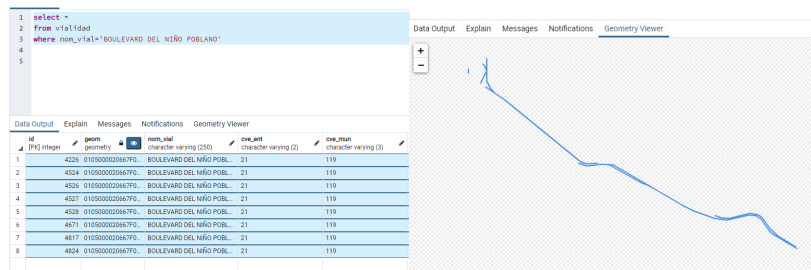 1 select *
2 from vialidad
3 where nom_vial='BOULEVARD DEL NIÑO POBLANO'
4
5
Data Output Explain Messages Notifications Geometry Viewer
id [PK] integer geom geometry nom_vial character varying (250) cve_ent character varying (2) cve_mun character varying (3)
1 4226 0105000020667F0... BOULEVARD DEL NIÑO POBL... 21 119
2 4524 0105000020667F0... BOULEVARD DEL NIÑO POBL... 21 119
3 4526 0105000020667F0... BOULEVARD DEL NIÑO POBL... 21 119
4 4527 0105000020667F0... BOULEVARD DEL NIÑO POBL... 21 119
5 4528 0105000020667F0... BOULEVARD DEL NIÑO POBL... 21 119
6 4671 0105000020667F0... BOULEVARD DEL NIÑO POBL... 21 119
7 4817 0105000020667F0... BOULEVARD DEL NIÑO POBL... 21 119
8 4824 0105000020667F0... BOULEVARD DEL NIÑO POBL... 21 119
Data Output Explain Messages Notifications Geometry Viewer
+
−